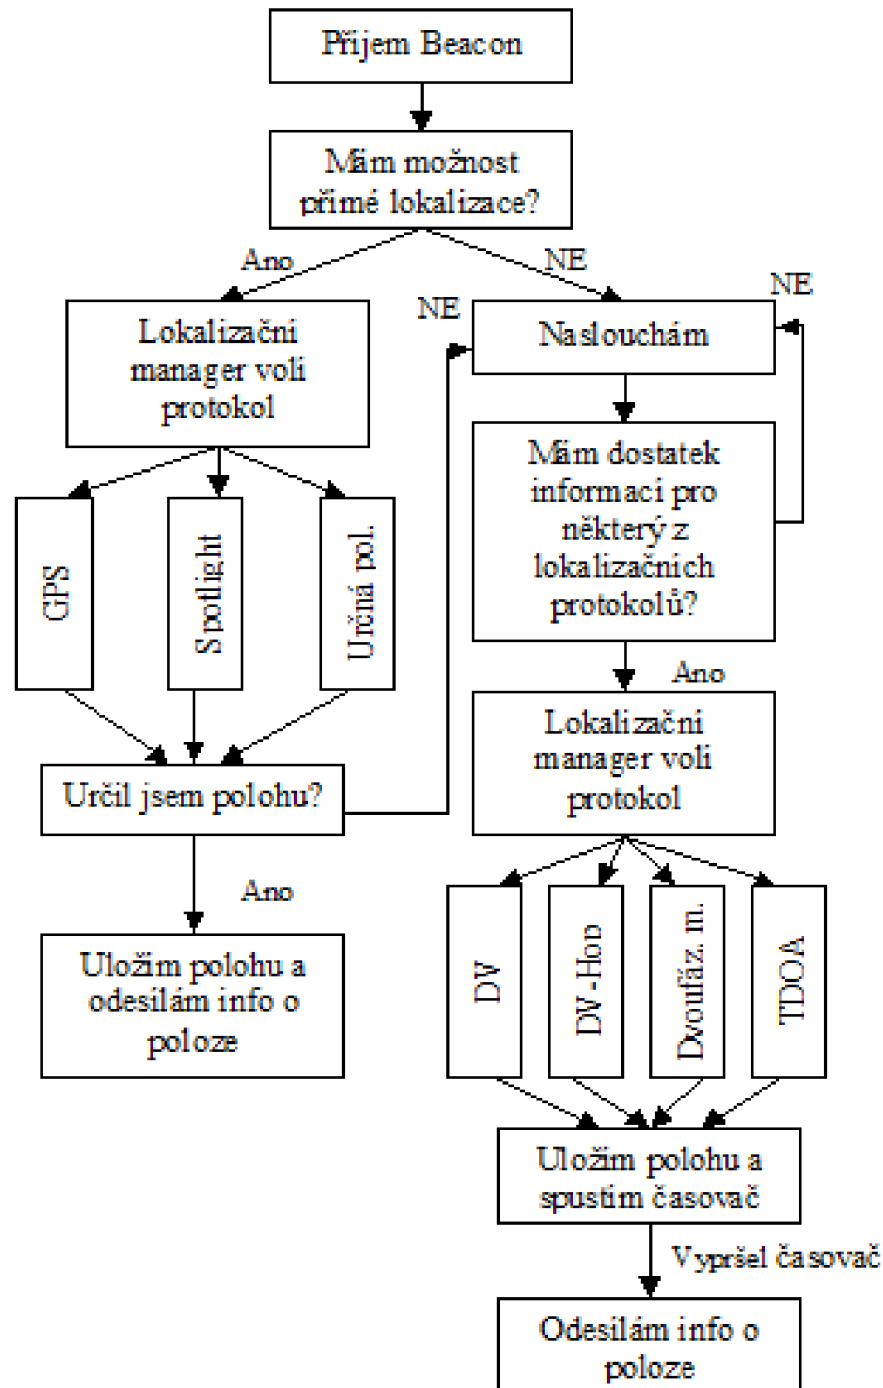 Příjem Beacon
Mám možnost
přímé lokalizace?
Ano
NE
NE
NE
Lokalizační
manager volí
protokol
Naslouchám
Mám dostatek
informací pro
některý z
lokalizačních
protokolů?
GPS
Spotlight
Určná pol.
Ano
Lokalizační
manager volí
protokol
Určil jsem polohu?
Ano
Uložím polohu a
odesílám info o
poloze
DV
DV-Hop
Dvoufáz. m.
TDOA
Uložím polohu a
spustím časovač
Vypršel časovač
Odesílám info o
poloze